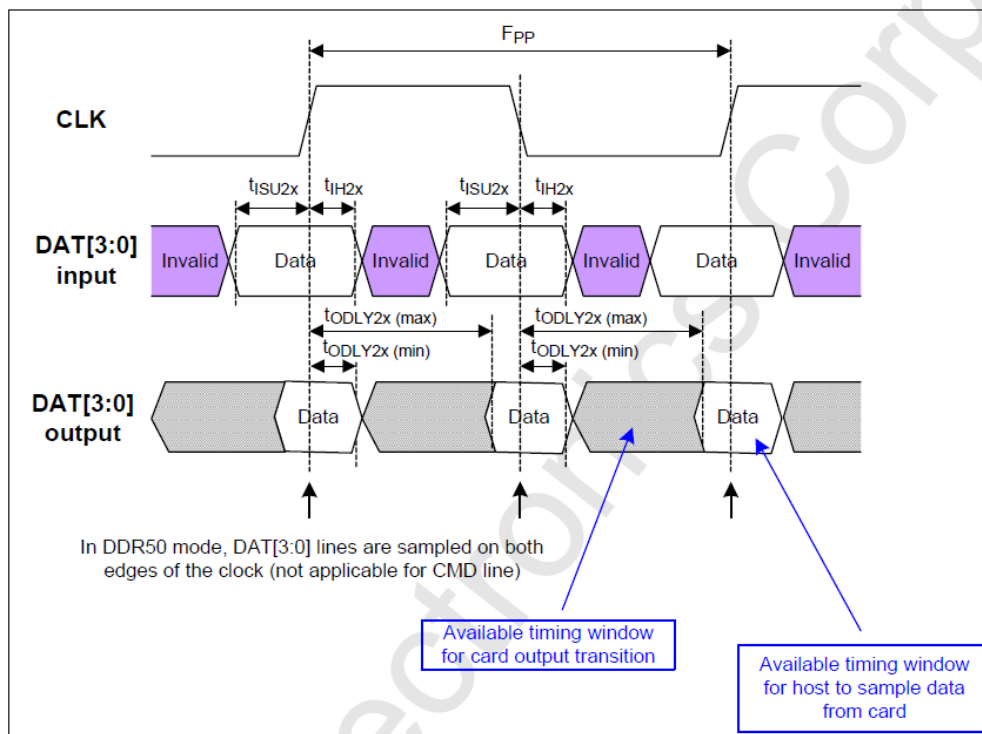 FPP
CLK
tISU2x tIH2x tISU2x tIH2x
DAT[3:0]
input
Invalid Data Invalid Data Invalid Data Invalid
tODLY2x (max) tODLY2x (max)
tODLY2x (min) tODLY2x (min)
DAT[3:0]
output
Data Data Data
In DDR50 mode, DAT[3:0] lines are sampled on both
edges of the clock (not applicable for CMD line)
Available timing window
for card output transition
Available timing window
for host to sample data
from card
ectronics Corp